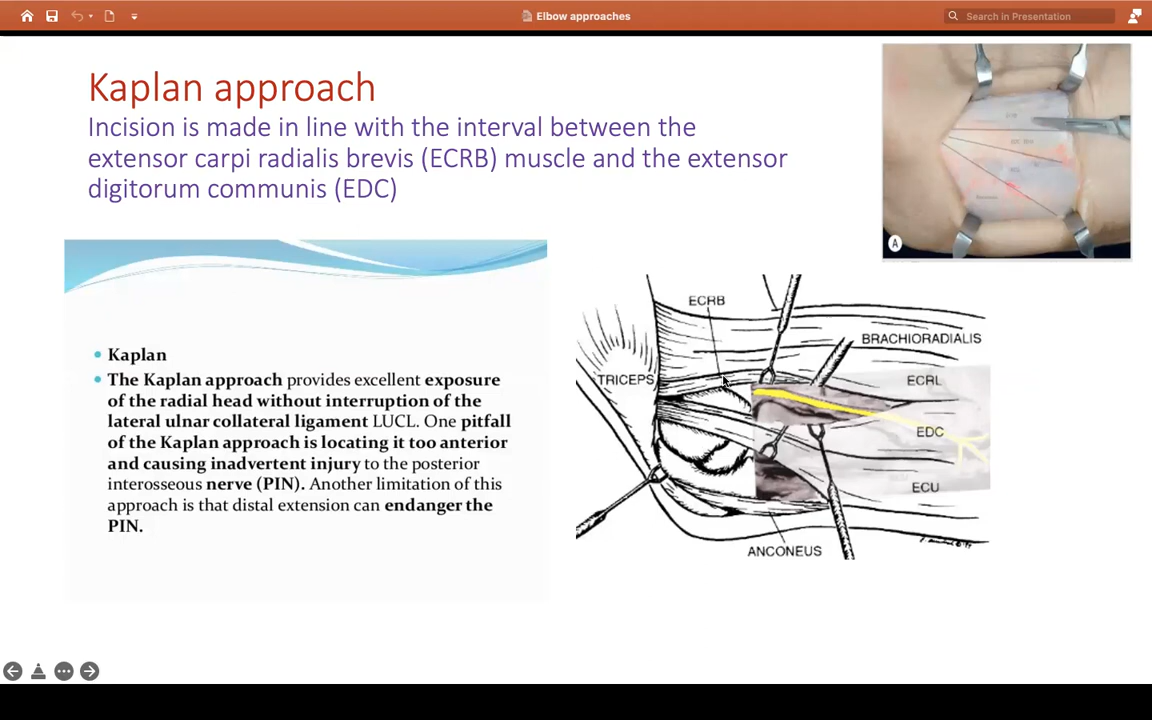 Elbow approaches
Search in Presentation
Kaplan approach
Incision is made in line with the interval between the
extensor carpi radialis brevis (ECRB) muscle and the extensor
digitorum communis (EDC)
A
• Kaplan
• The Kaplan approach provides excellent exposure
of the radial head without interruption of the
lateral ulnar collateral ligament LUCL. One pitfall
of the Kaplan approach is locating it too anterior
and causing inadvertent injury to the posterior
interosseous nerve (PIN). Another limitation of this
approach is that distal extension can endanger the
PIN.
ECRB
BRACHIORADIALIS
TRICEPS
ECRL
EDC
ECU
ANCONEUS